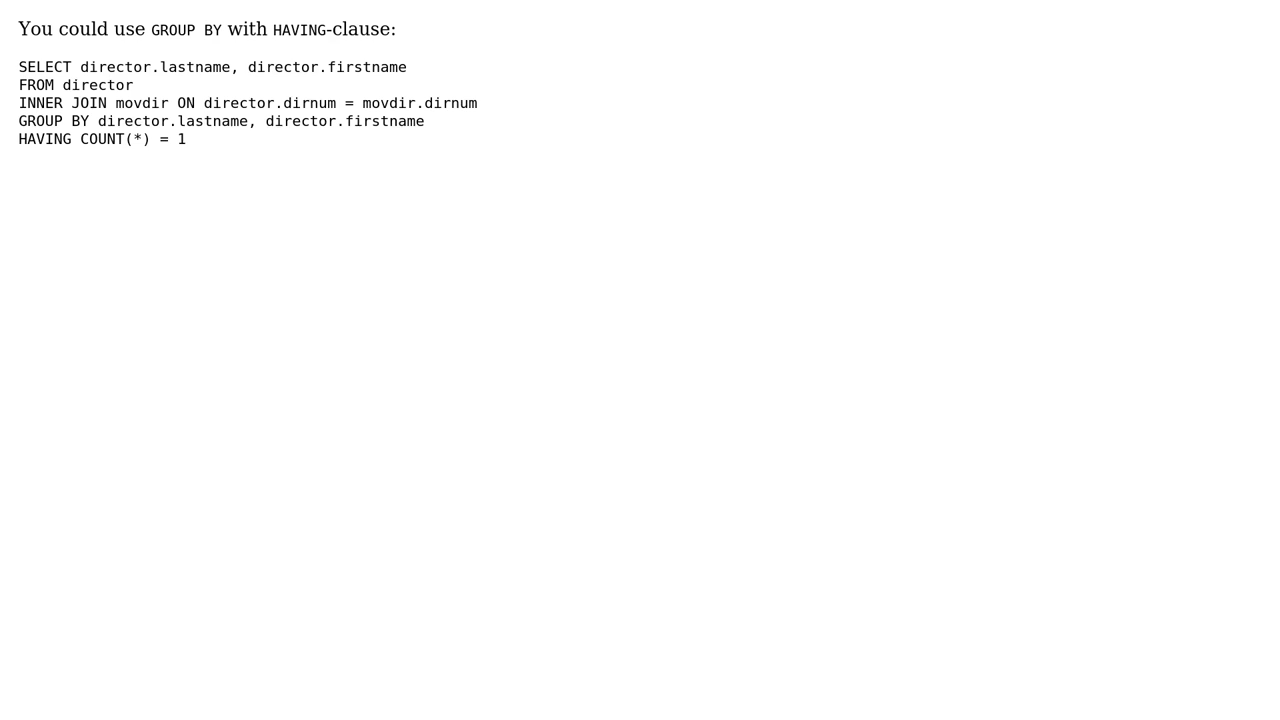 You could use GROUP BY with HAVING-clause:
SELECT director.lastname, director.firstname
FROM director
INNER JOIN movdir ON director.dirnum = movdir.dirnum
GROUP BY director.lastname, director.firstname
HAVING COUNT(*) = 1